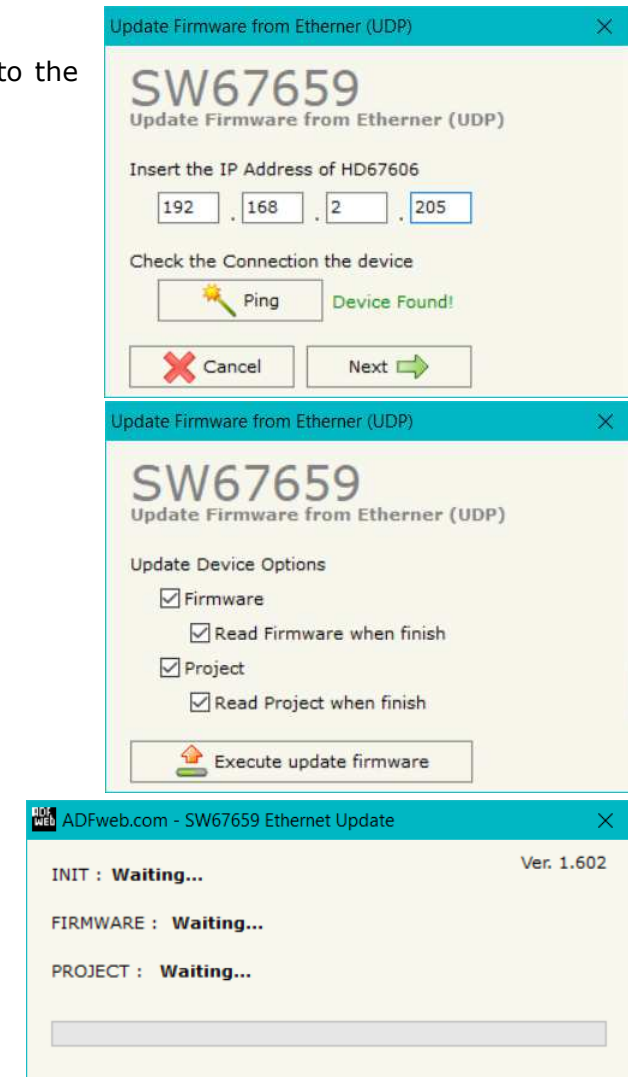 to the
Update Firmware from Etherner (UDP)
SW67659
Update Firmware from Etherner (UDP)
Insert the IP Address of HD67606
192 . 168 . 2 . 205
Check the Connection the device
Ping Device Found!
Cancel Next
Update Firmware from Etherner (UDP)
SW67659
Update Firmware from Etherner (UDP)
Update Device Options
Firmware
Read Firmware when finish
Project
Read Project when finish
Execute update firmware
ADF WEB ADFweb.com - SW67659 Ethernet Update
Ver. 1.602
INIT : Waiting...
FIRMWARE : Waiting...
PROJECT : Waiting...